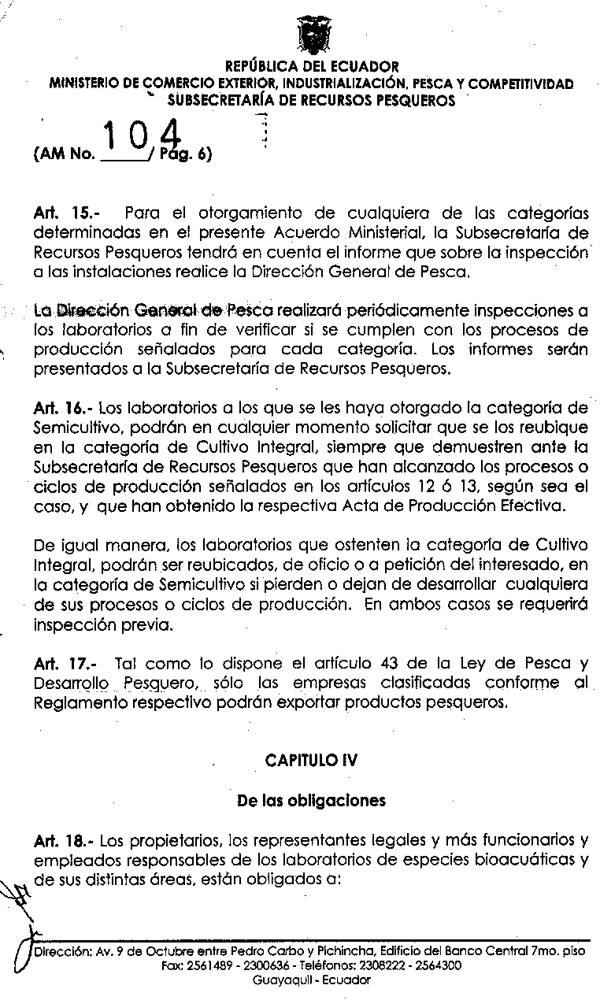 REPÚBLICA DEL ECUADOR
MINISTERIO DE COMERCIO EXTERIOR, INDUSTRIALIZACIÓN, PESCA Y COMPETITIVIDAD
SUBSECRETARÍA DE RECURSOS PESQUEROS
104
(AM No. _____/ Pág. 6)
Art. 15.- Para el otorgamiento de cualquiera de las categorías
determinadas en el presente Acuerdo Ministerial, la Subsecretaría de
Recursos Pesqueros tendrá en cuenta el informe que sobre la inspección
a las instalaciones realice la Dirección General de Pesca.
La Dirección General de Pesca realizará periódicamente inspecciones a
los laboratorios a fin de verificar si se cumplen con los procesos de
producción señalados para cada categoría. Los informes serán
presentados a la Subsecretaría de Recursos Pesqueros.
Art. 16.- Los laboratorios a los que se les haya otorgado la categoría de
Semicultivo, podrán en cualquier momento solicitar que se los reubique
en la categoría de Cultivo Integral, siempre que demuestren ante la
Subsecretaría de Recursos Pesqueros que han alcanzado los procesos o
ciclos de producción señalados en los artículos 12 ó 13, según sea el
caso, y que han obtenido la respectiva Acta de Producción Efectiva.
De igual manera, los laboratorios que ostenten la categoría de Cultivo
Integral, podrán ser reubicados, de oficio o a petición del interesado, en
la categoría de Semicultivo si pierden o dejan de desarrollar cualquiera
de sus procesos o ciclos de producción. En ambos casos se requerirá
inspección previa.
Art. 17.- Tal como lo dispone el artículo 43 de la Ley de Pesca y
Desarrollo Pesquero, sólo las empresas clasificadas conforme al
Reglamento respectivo podrán exportar productos pesqueros.
CAPITULO IV
De las obligaciones
Art. 18.- Los propietarios, los representantes legales y más funcionarios y
empleados responsables de los laboratorios de especies bioacuáticas y
de sus distintas áreas, están obligados a:
Dirección: Av. 9 de Octubre entre Pedro Carbo y Pichincha, Edificio del Banco Central 7mo. piso
Fax: 2561489 - 2300636 - Teléfonos: 2308222 - 2564300
Guayaquil - Ecuador